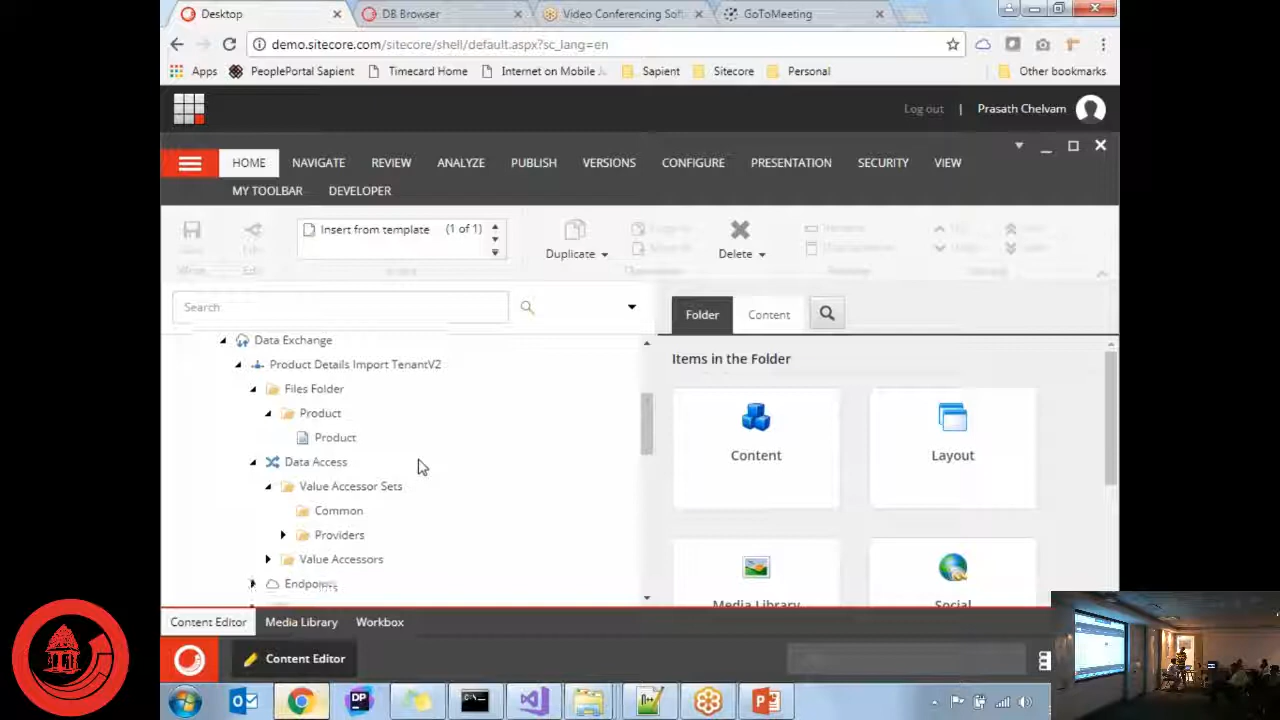 Desktop
DB Browser
Video Conferencing Soft
GoToMeeting
demo.sitecore.com/sitecore/shell/default.aspx?sc_lang=en
Apps
PeoplePortal Sapient
Timecard Home
Internet on Mobile
Sapient
Sitecore
Personal
Other bookmarks
Log out | Prasath Chelvam
HOME
NAVIGATE
REVIEW
ANALYZE
PUBLISH
VERSIONS
CONFIGURE
PRESENTATION
SECURITY
VIEW
MY TOOLBAR
DEVELOPER
Insert from template (1 of 1)
Duplicate
Delete
Search
Folder
Content
Data Exchange
Product Details Import TenantV2
Files Folder
Product
Product
Data Access
Value Accessor Sets
Common
Providers
Value Accessors
Endpoints
Items in the Folder
Content
Layout
Media Library
Social
Content Editor
Media Library
Workbox
Content Editor